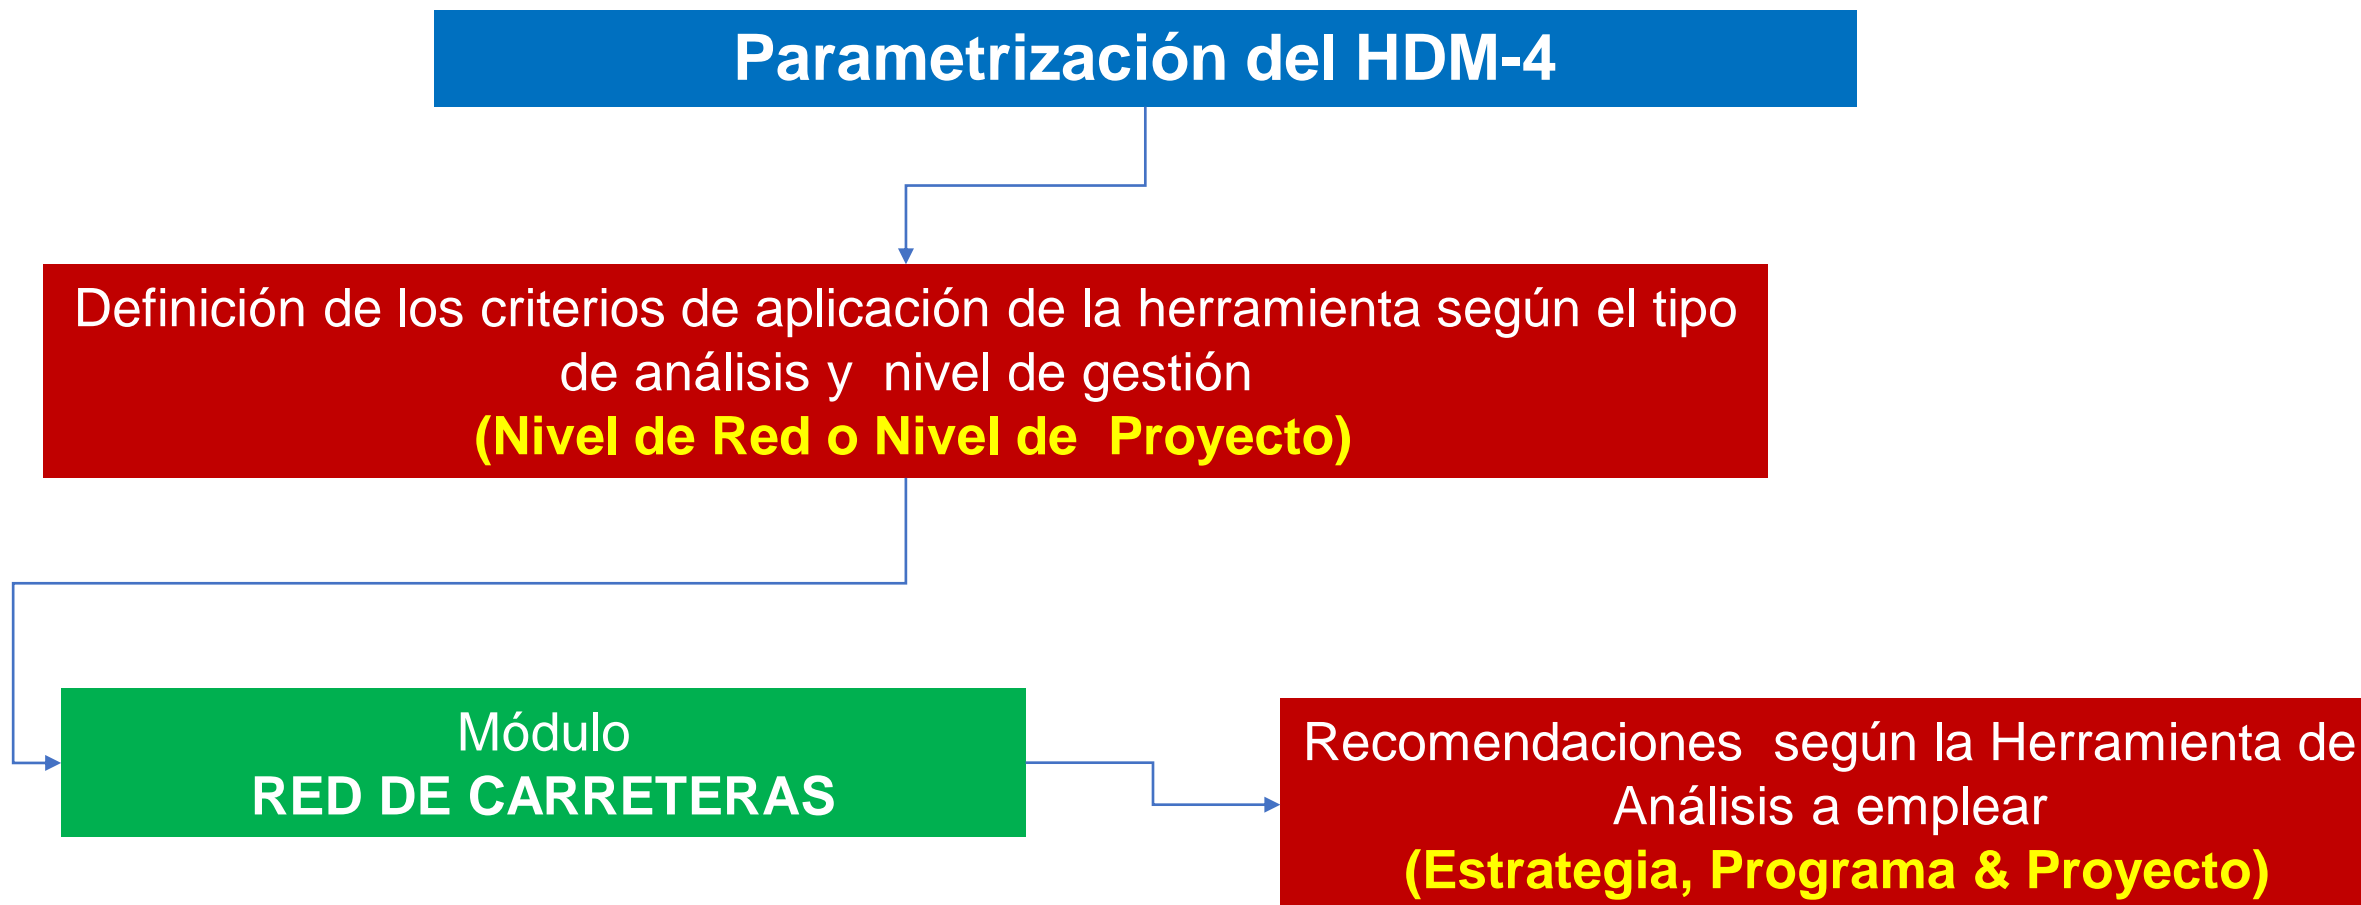 Parametrización del HDM-4
Definición de los criterios de aplicación de la herramienta según el tipo
de análisis y  nivel de gestión
(Nivel de Red o Nivel de  Proyecto)
Módulo
RED DE CARRETERAS
Recomendaciones  según la Herramienta de
Análisis a emplear
(Estrategia, Programa & Proyecto)